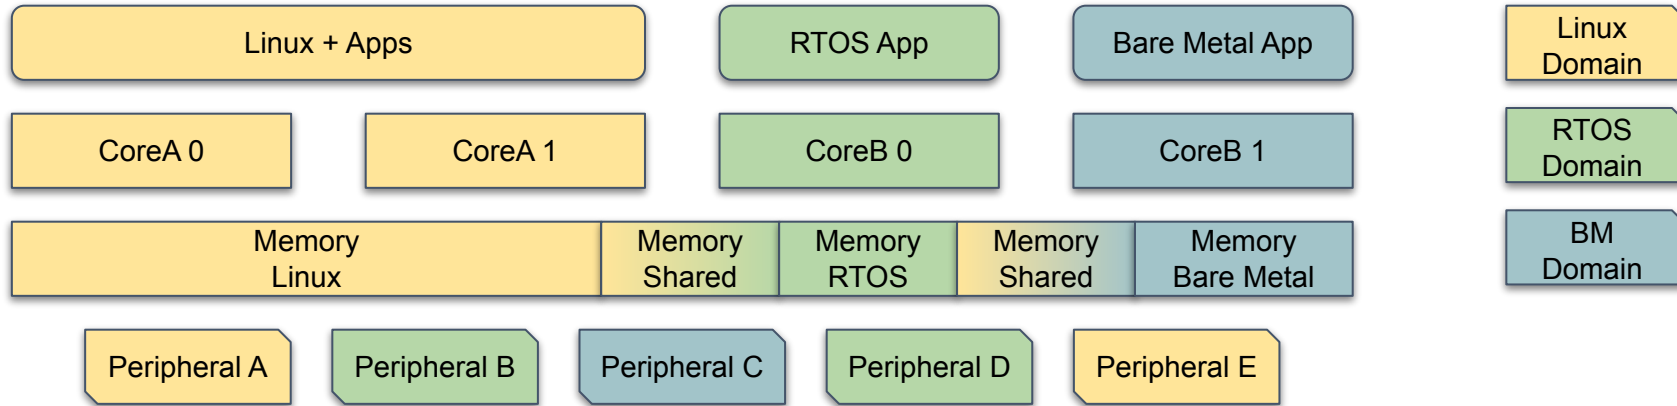 Linux + Apps
RTOS App
Bare Metal App
CoreA 0
CoreA 1
CoreB 0
CoreB 1
Memory
Linux
Memory
Shared
Memory
RTOS
Memory
Shared
Memory
Bare Metal
Peripheral A
Peripheral B
Peripheral C
Peripheral D
Peripheral E
Linux
Domain
RTOS
Domain
BM
Domain